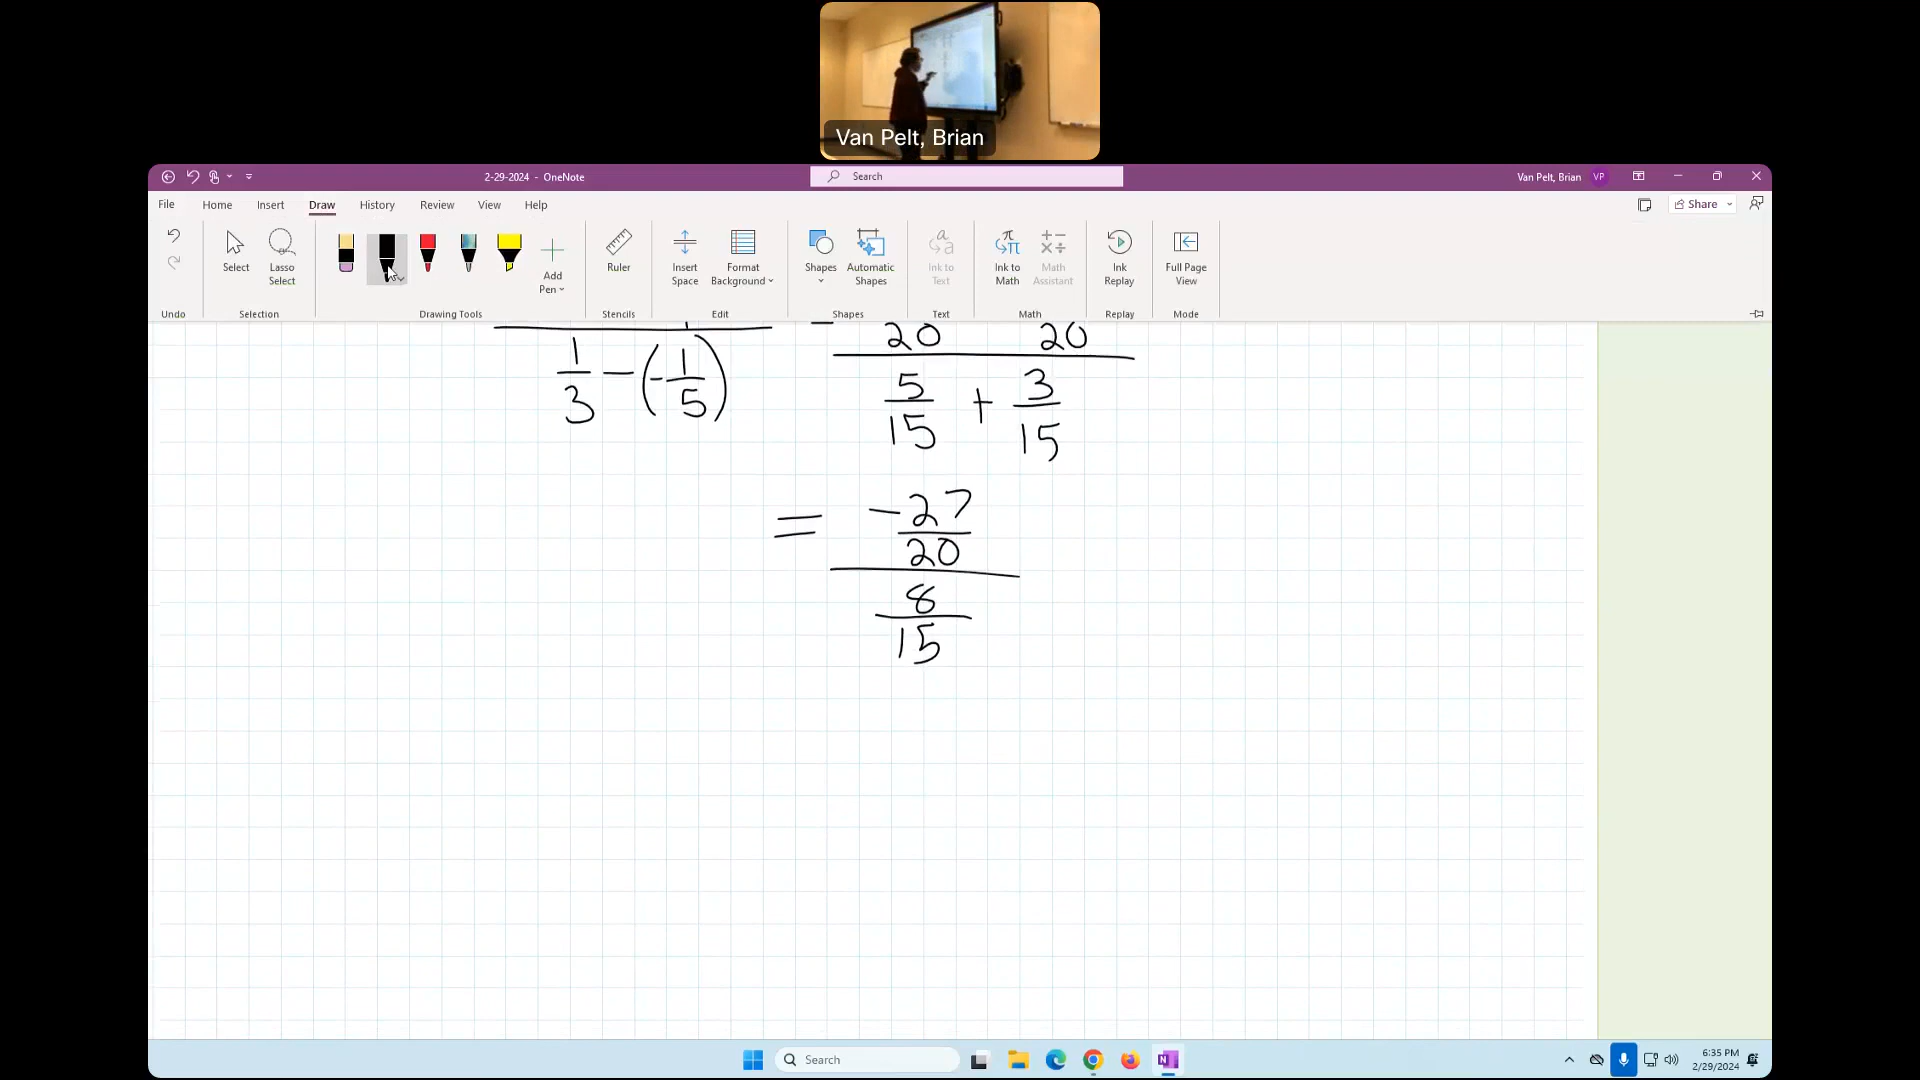 Van Pelt, Brian
2-29-2024 - OneNote
Search
Van Pelt, Brian
VP
File
Home
Insert
Draw
History
Review
View
Help
Share
Select
Lasso Select
Add Pen
Ruler
Insert Space
Format Background
Shapes
Automatic Shapes
Ink to Text
Ink to Math
Math Assistant
Ink Replay
Full Page View
Undo
Selection
Drawing Tools
Stencils
Edit
Shapes
Text
Math
Replay
Mode
- 20 20
1/3 - (-1/5)
5/15 + 3/15
= -27/20
8/15
Search
6:35 PM
2/29/2024